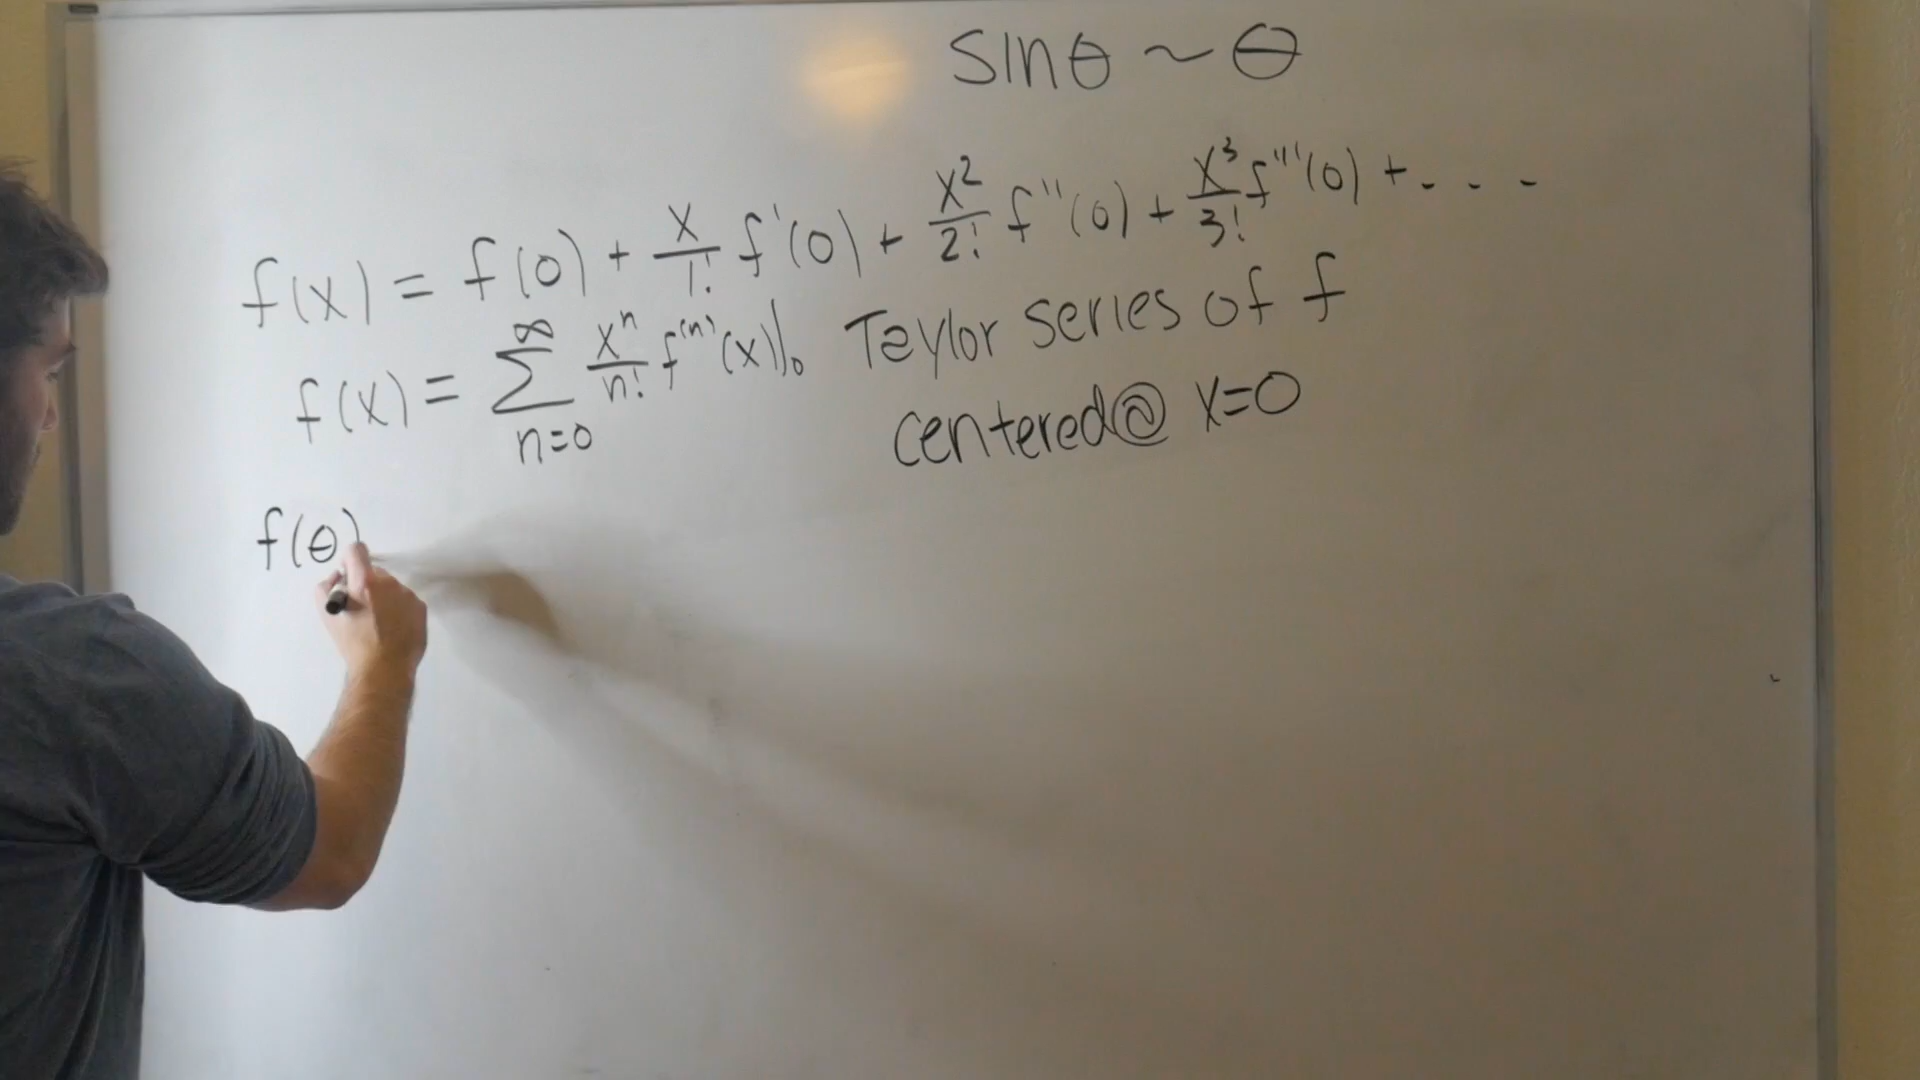 sinθ ~ θ
f(x) = f(0) + x/1! f'(0) + x²/2! f''(0) + x³/3! f'''(0) + - - -
f(x) = ∑_{n=0}^{∞} xⁿ/n! f⁽ⁿ⁾(x)|₀ Taylor series of f
centered@ x=0
f(θ)